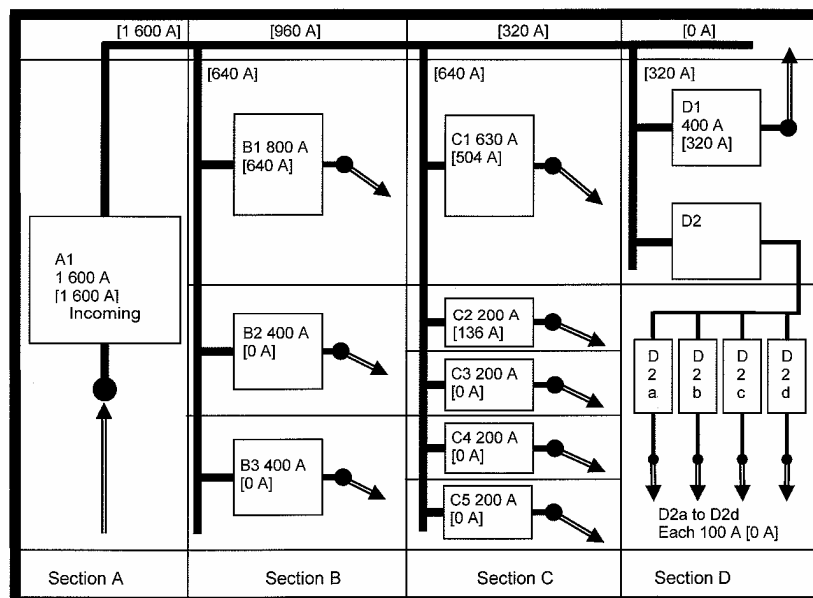 [1 600 A]
[960 A]
[320 A]
[0 A]
[640 A]
[640 A]
[320 A]
A1
1 600 A
[1 600 A]
Incoming
B1 800 A
[640 A]
B2 400 A
[0 A]
B3 400 A
[0 A]
C1 630 A
[504 A]
C2 200 A
[136 A]
C3 200 A
[0 A]
C4 200 A
[0 A]
C5 200 A
[0 A]
D1
400 A
[320 A]
D2
D
2
a
D
2
b
D
2
c
D
2
d
D2a to D2d
Each 100 A [0 A]
Section A
Section B
Section C
Section D